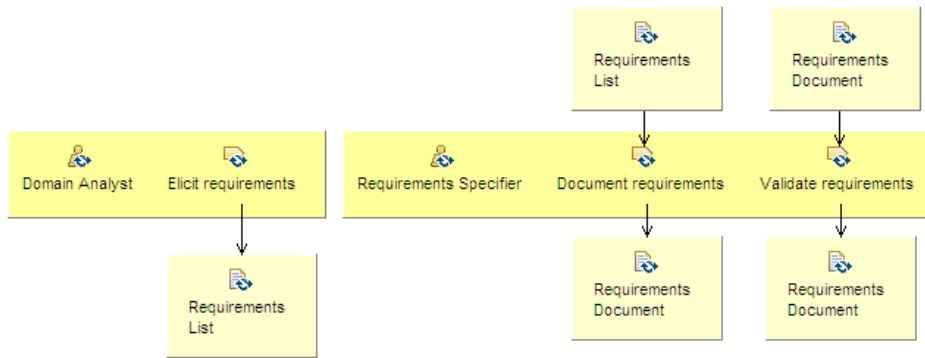 Requirements
List
Requirements
Document
Domain Analyst
Elicit requirements
Requirements Specifier
Document requirements
Validate requirements
Requirements
List
Requirements
Document
Requirements
Document